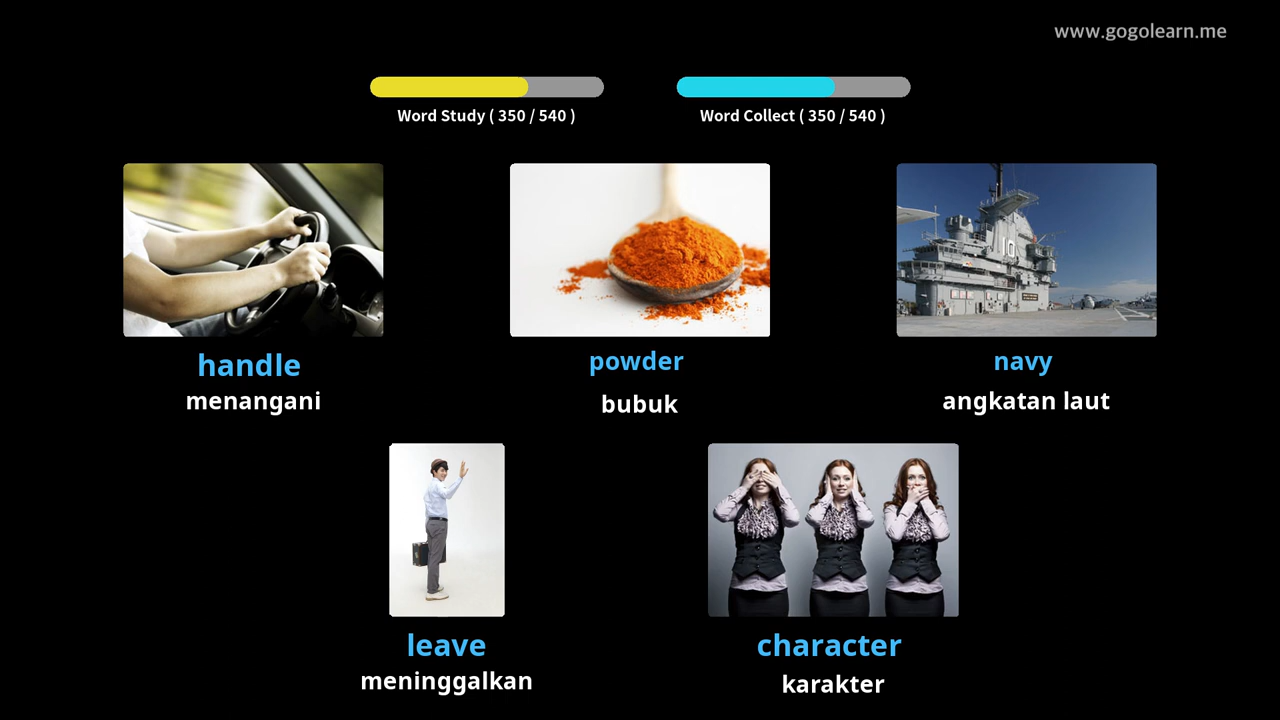 www.gogolearn.me
Word Study ( 350 / 540 )
Word Collect ( 350 / 540 )
10
handle
menangani
powder
bubuk
navy
angkatan laut
leave
meninggalkan
character
karakter